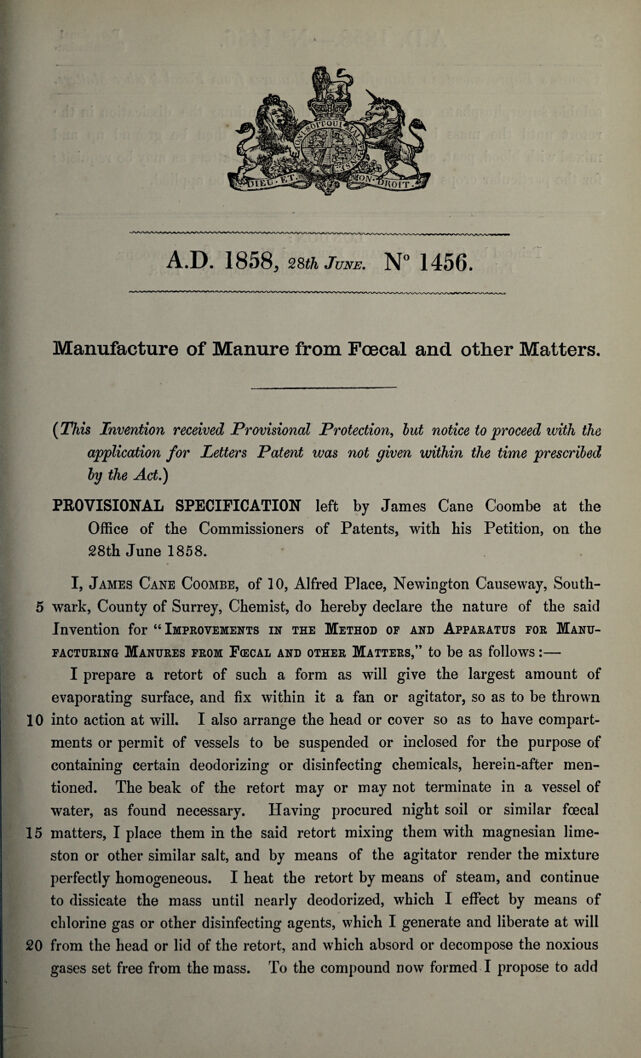 HONI SOIT QUI
DIEU · ET · MON · DROIT ·
A.D. 1858, 28th JUNE. N° 1456.
Manufacture of Manure from Fœcal and other Matters.
(This Invention received Provisional Protection, but notice to proceed with the
application for Letters Patent was not given within the time prescribed
by the Act.)
PROVISIONAL SPECIFICATION left by James Cane Coombe at the
Office of the Commissioners of Patents, with his Petition, on the
28th June 1858.
I, JAMES CANE COOMBE, of 10, Alfred Place, Newington Causeway, South-
5 wark, County of Surrey, Chemist, do hereby declare the nature of the said
Invention for “IMPROVEMENTS IN THE METHOD OF AND APPARATUS FOR MANU-
FACTURING MANURES FROM FŒCAL AND OTHER MATTERS,” to be as follows:—
I prepare a retort of such a form as will give the largest amount of
evaporating surface, and fix within it a fan or agitator, so as to be thrown
10 into action at will. I also arrange the head or cover so as to have compart-
ments or permit of vessels to be suspended or inclosed for the purpose of
containing certain deodorizing or disinfecting chemicals, herein-after men-
tioned. The beak of the retort may or may not terminate in a vessel of
water, as found necessary. Having procured night soil or similar fœcal
15 matters, I place them in the said retort mixing them with magnesian lime-
ston or other similar salt, and by means of the agitator render the mixture
perfectly homogeneous. I heat the retort by means of steam, and continue
to dissicate the mass until nearly deodorized, which I effect by means of
chlorine gas or other disinfecting agents, which I generate and liberate at will
20 from the head or lid of the retort, and which absord or decompose the noxious
gases set free from the mass. To the compound now formed I propose to add